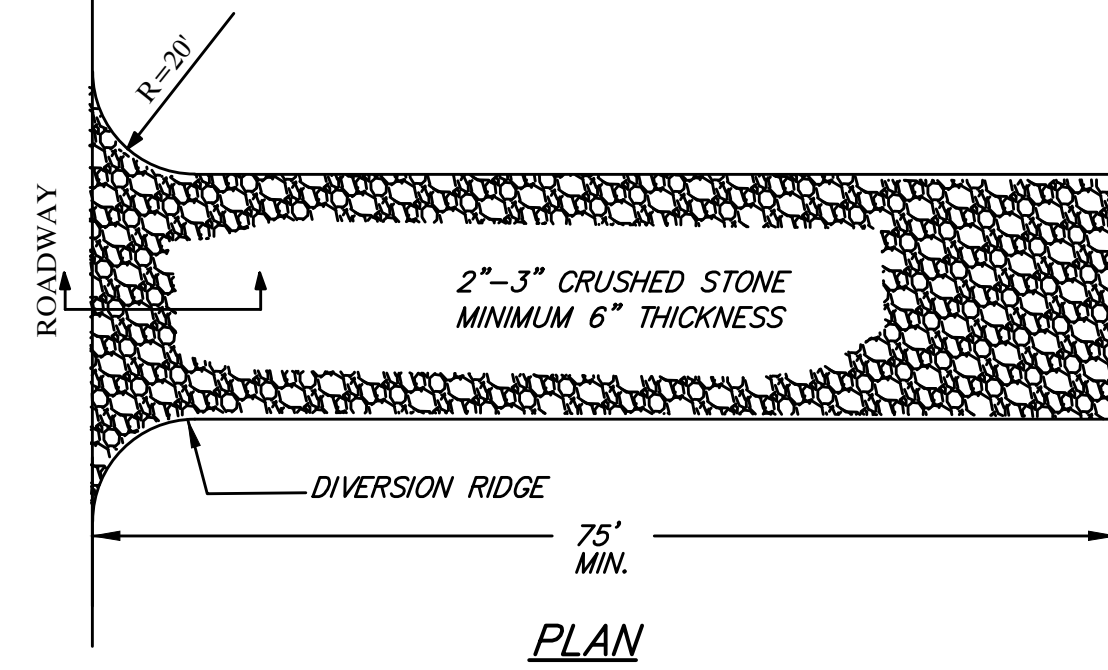 R=20'
ROADWAY
2”-3” CRUSHED STONE
MINIMUM 6” THICKNESS
DIVERSION RIDGE
75’
MIN.
PLAN